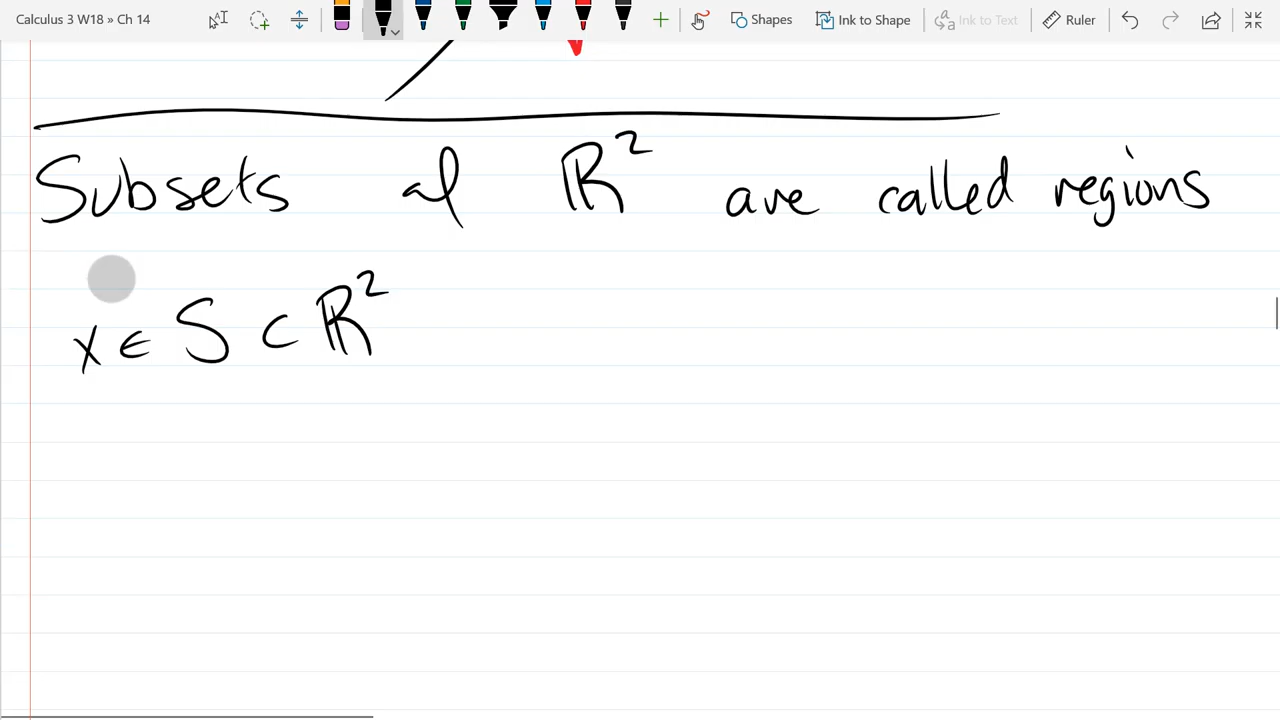 Calculus 3 W18 » Ch 14
Shapes
Ink to Shape
Ink to Text
Ruler
Subsets of ℝ² are called regions
x ∈ S ⊂ ℝ²